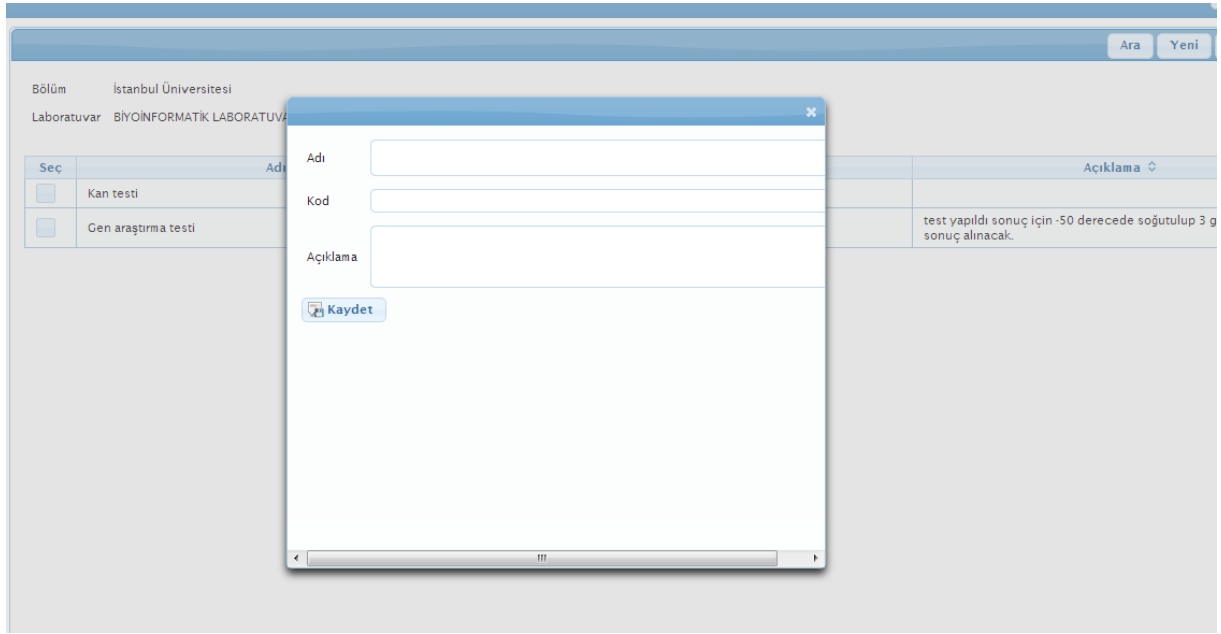 Ara Yeni
Bölüm İstanbul Üniversitesi
Laboratuvar BİYOİNFORMATİK
Seç Adı Açıklama
Kan testi
Gen araştırma testi
test yapıldı sonuç için -50 derecede soğutulup 3
sonuç alınacak.
Adı
Kod
Açıklama
Kaydet